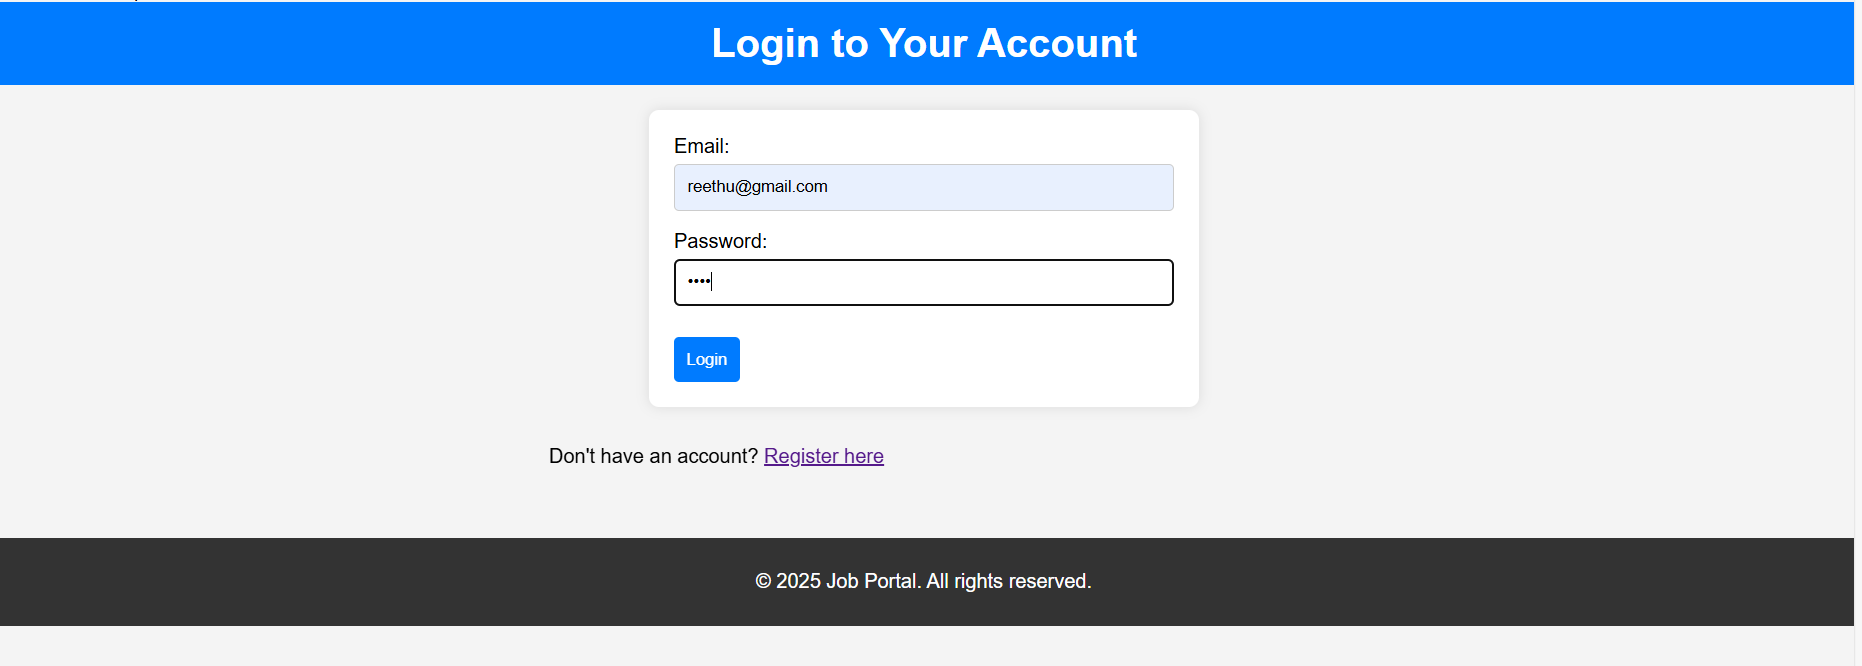 Login to Your Account
Email:
reethu@gmail.com
Password:
••••
Login
Don't have an account? Register here
© 2025 Job Portal. All rights reserved.